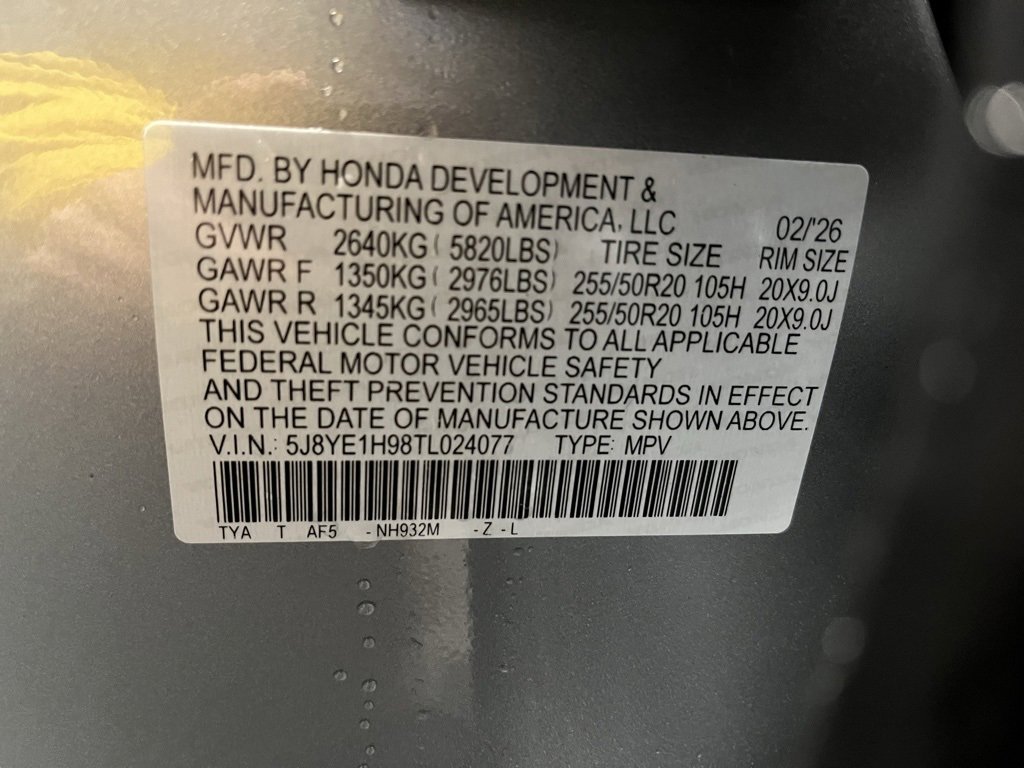 MFD. BY HONDA DEVELOPMENT &
MANUFACTURING OF AMERICA, LLC 02/'26
GVWR 2640KG ( 5820LBS) TIRE SIZE RIM SIZE
GAWR F 1350KG ( 2976LBS) 255/50R20 105H 20X9.0J
GAWR R 1345KG ( 2965LBS) 255/50R20 105H 20X9.0J
THIS VEHICLE CONFORMS TO ALL APPLICABLE
FEDERAL MOTOR VEHICLE SAFETY
AND THEFT PREVENTION STANDARDS IN EFFECT
ON THE DATE OF MANUFACTURE SHOWN ABOVE.
V.I.N.: 5J8YE1H98TL024077 TYPE: MPV
TYA T AF5 -NH932M -Z -L